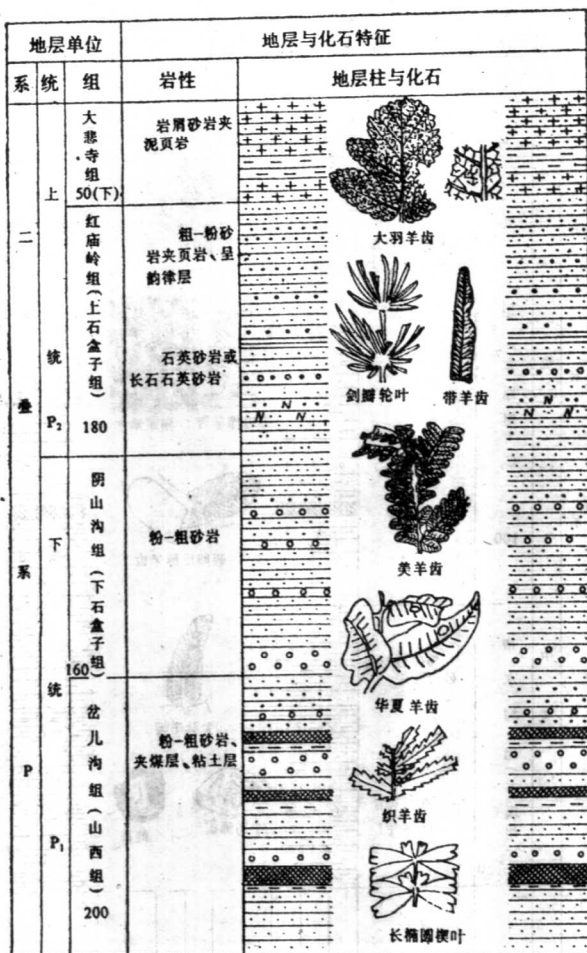 地层单位
地层与化石特征
系
统
组
岩性
地层柱与化石
二叠系
P
上统
P₂
下统
P₁
大悲寺组
50(下)
岩屑砂岩夹
泥页岩
大羽羊齿
红庙岭组(上石盒子组)
180
粗-粉砂
岩夹页岩、呈
韵律层
石英砂岩或
长石石英砂岩
剑瓣轮叶
带羊齿
N
N N
N
N N
阴山沟组(下石盒子组)
160
粉-粗砂岩
美羊齿
华夏羊齿
岔儿沟组(山西组)
200
粉-粗砂岩、
夹煤层、粘土层
织羊齿
长椭圆楔叶